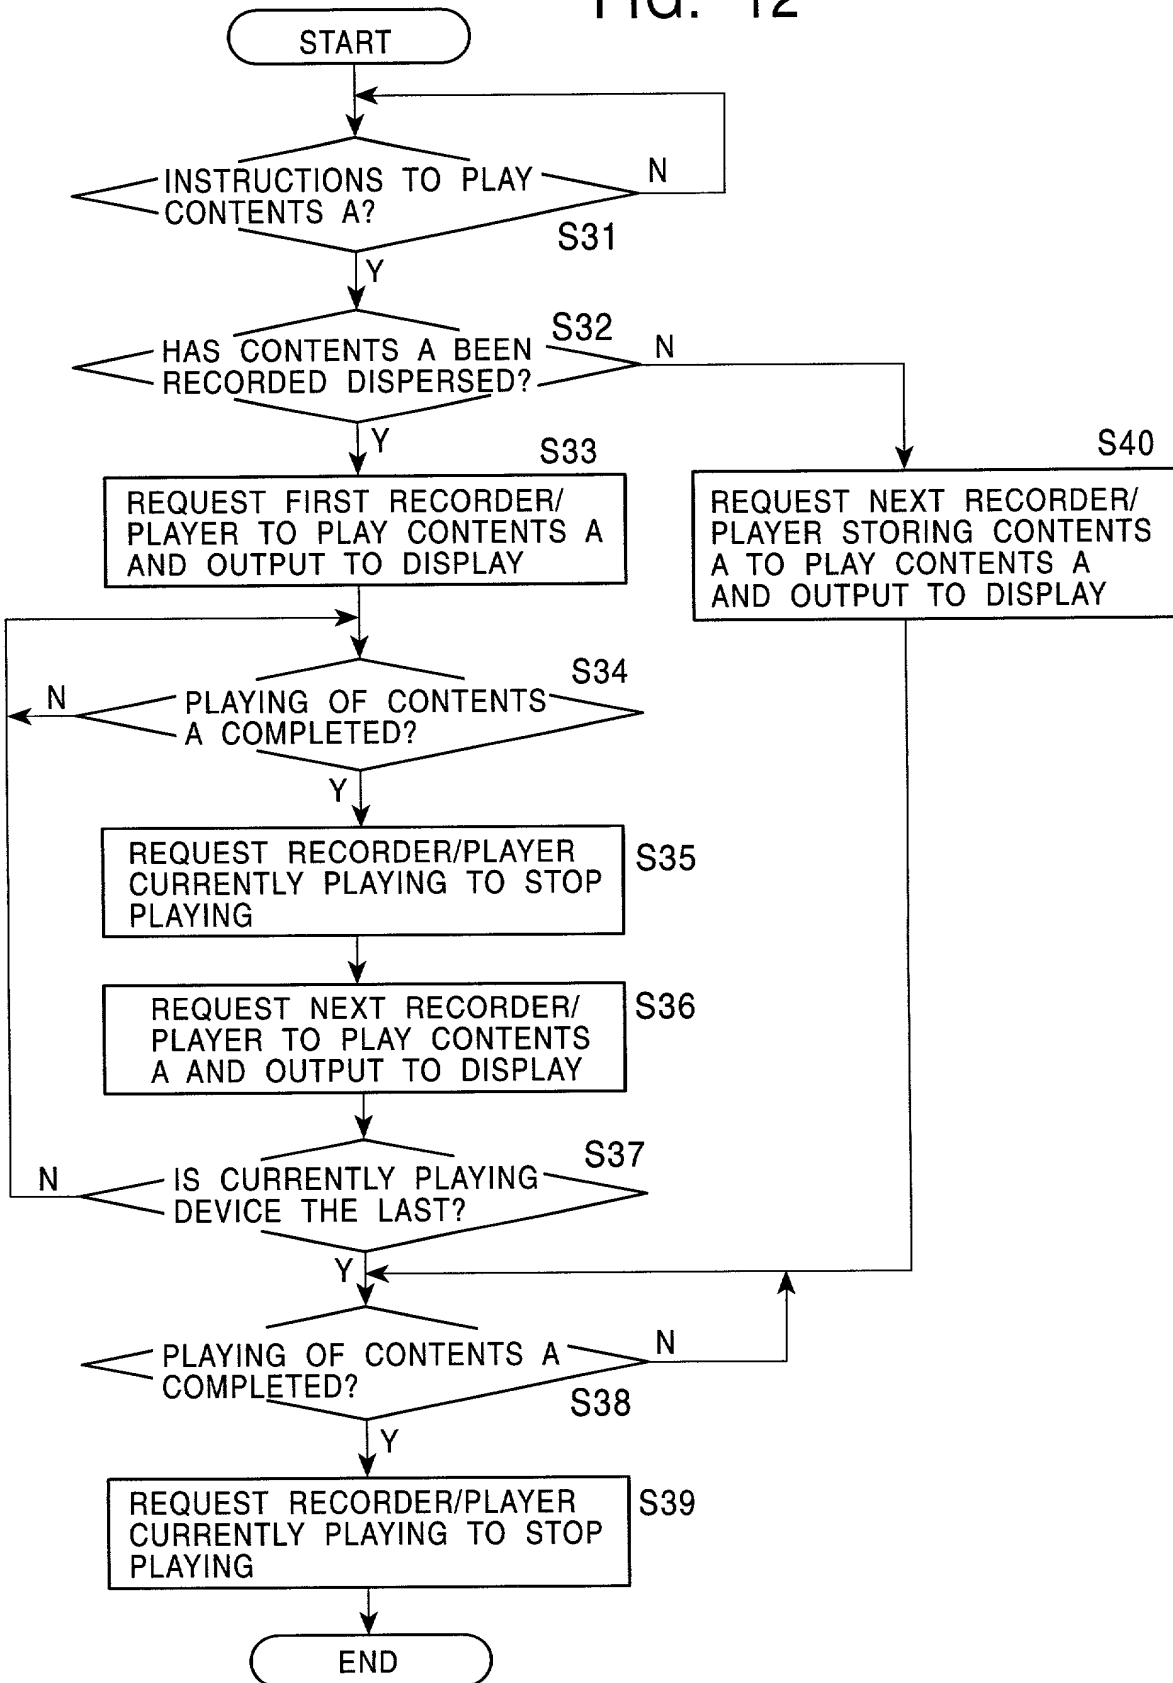 FIG. 12
START
INSTRUCTIONS TO PLAY
CONTENTS A?
N
S31
Y
HAS CONTENTS A BEEN
RECORDED DISPERSED?
S32
N
Y
S33
REQUEST FIRST RECORDER/
PLAYER TO PLAY CONTENTS A
AND OUTPUT TO DISPLAY
S40
REQUEST NEXT RECORDER/
PLAYER STORING CONTENTS
A TO PLAY CONTENTS A
AND OUTPUT TO DISPLAY
S34
N
PLAYING OF CONTENTS
A COMPLETED?
Y
REQUEST RECORDER/PLAYER
CURRENTLY PLAYING TO STOP
PLAYING
S35
REQUEST NEXT RECORDER/
PLAYER TO PLAY CONTENTS
A AND OUTPUT TO DISPLAY
S36
S37
N
IS CURRENTLY PLAYING
DEVICE THE LAST?
Y
PLAYING OF CONTENTS A
COMPLETED?
N
S38
Y
REQUEST RECORDER/PLAYER
CURRENTLY PLAYING TO STOP
PLAYING
S39
END